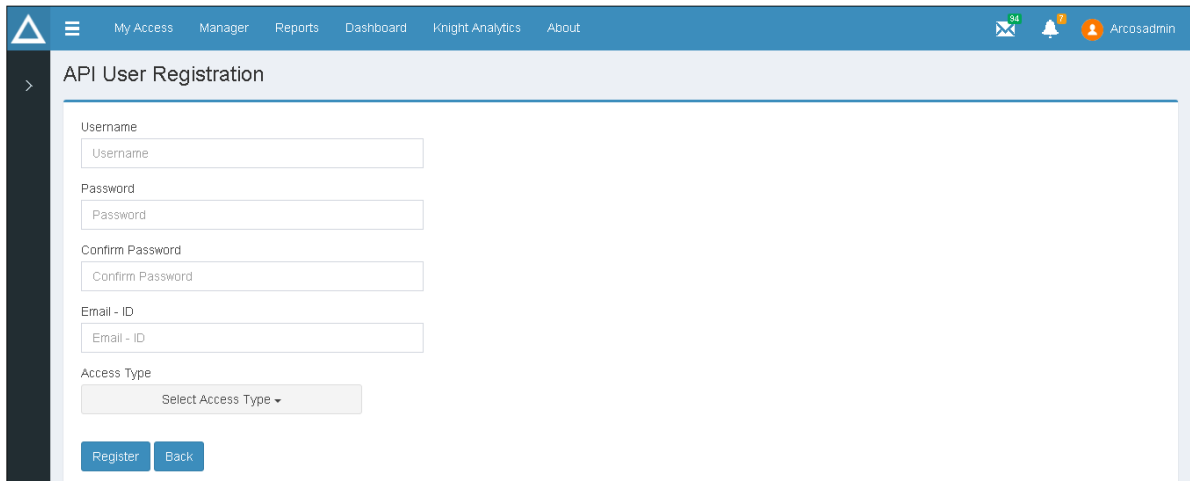 My Access Manager Reports Dashboard Knight Analytics About 94 7 Arcosadmin
API User Registration
Username
Username
Password
Password
Confirm Password
Confirm Password
Email - ID
Email - ID
Access Type
Select Access Type
Register Back